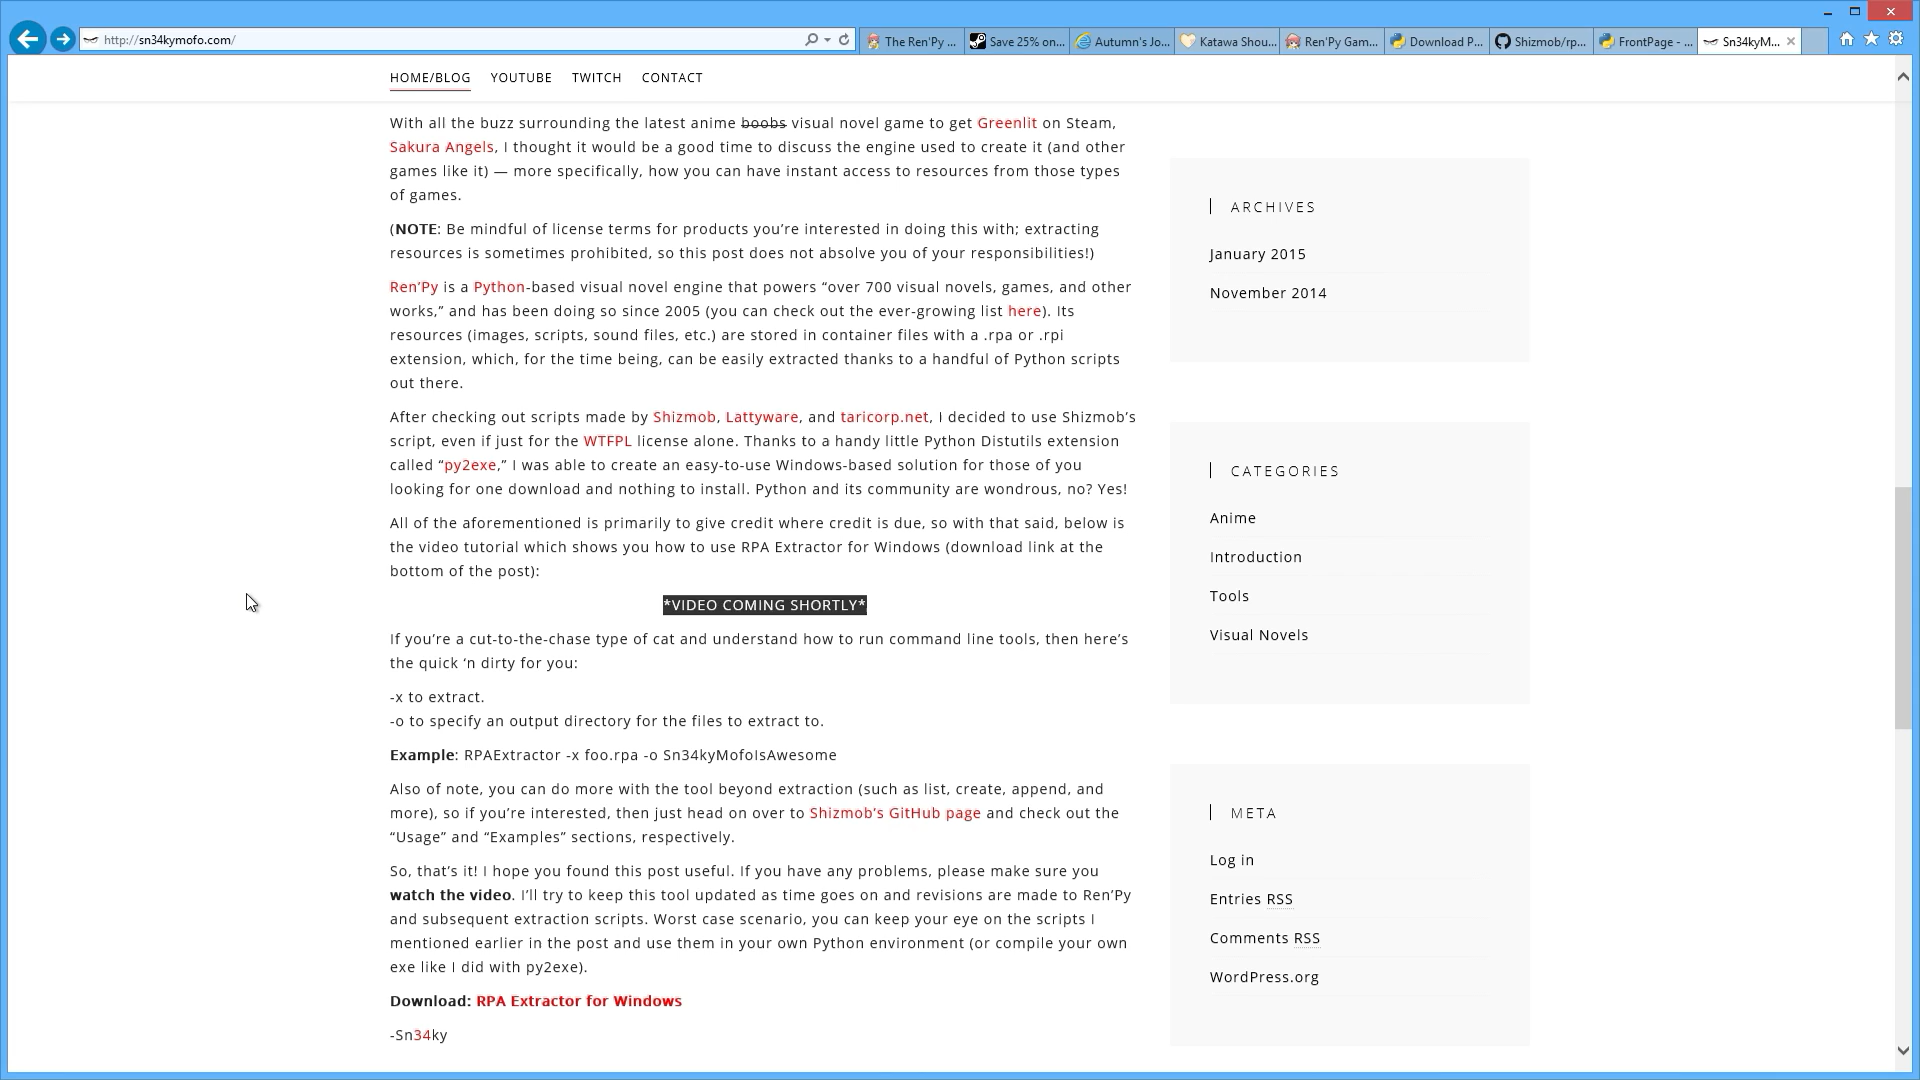 http://sn34kymofo.com/
The Ren'Py ...
Save 25% on...
Autumn's Jo...
Katawa Shou...
Ren'Py Gam...
Download P...
Shizmob/rp...
FrontPage - ...
Sn34kyM...
HOME/BLOG YOUTUBE TWITCH CONTACT
With all the buzz surrounding the latest anime boobs visual novel game to get Greenlit on Steam,
Sakura Angels, I thought it would be a good time to discuss the engine used to create it (and other
games like it) — more specifically, how you can have instant access to resources from those types
of games.
(NOTE: Be mindful of license terms for products you’re interested in doing this with; extracting
resources is sometimes prohibited, so this post does not absolve you of your responsibilities!)
Ren’Py is a Python-based visual novel engine that powers “over 700 visual novels, games, and other
works,” and has been doing so since 2005 (you can check out the ever-growing list here). Its
resources (images, scripts, sound files, etc.) are stored in container files with a .rpa or .rpi
extension, which, for the time being, can be easily extracted thanks to a handful of Python scripts
out there.
After checking out scripts made by Shizmob, Lattyware, and taricorp.net, I decided to use Shizmob’s
script, even if just for the WTFPL license alone. Thanks to a handy little Python Distutils extension
called “py2exe,” I was able to create an easy-to-use Windows-based solution for those of you
looking for one download and nothing to install. Python and its community are wondrous, no? Yes!
All of the aforementioned is primarily to give credit where credit is due, so with that said, below is
the video tutorial which shows you how to use RPA Extractor for Windows (download link at the
bottom of the post):
*VIDEO COMING SHORTLY*
If you’re a cut-to-the-chase type of cat and understand how to run command line tools, then here’s
the quick ‘n dirty for you:
-x to extract.
-o to specify an output directory for the files to extract to.
Example: RPAExtractor -x foo.rpa -o Sn34kyMofoIsAwesome
Also of note, you can do more with the tool beyond extraction (such as list, create, append, and
more), so if you’re interested, then just head on over to Shizmob’s GitHub page and check out the
“Usage” and “Examples” sections, respectively.
So, that’s it! I hope you found this post useful. If you have any problems, please make sure you
watch the video. I’ll try to keep this tool updated as time goes on and revisions are made to Ren’Py
and subsequent extraction scripts. Worst case scenario, you can keep your eye on the scripts I
mentioned earlier in the post and use them in your own Python environment (or compile your own
exe like I did with py2exe).
Download: RPA Extractor for Windows
-Sn34ky
ARCHIVES
January 2015
November 2014
CATEGORIES
Anime
Introduction
Tools
Visual Novels
META
Log in
Entries RSS
Comments RSS
WordPress.org